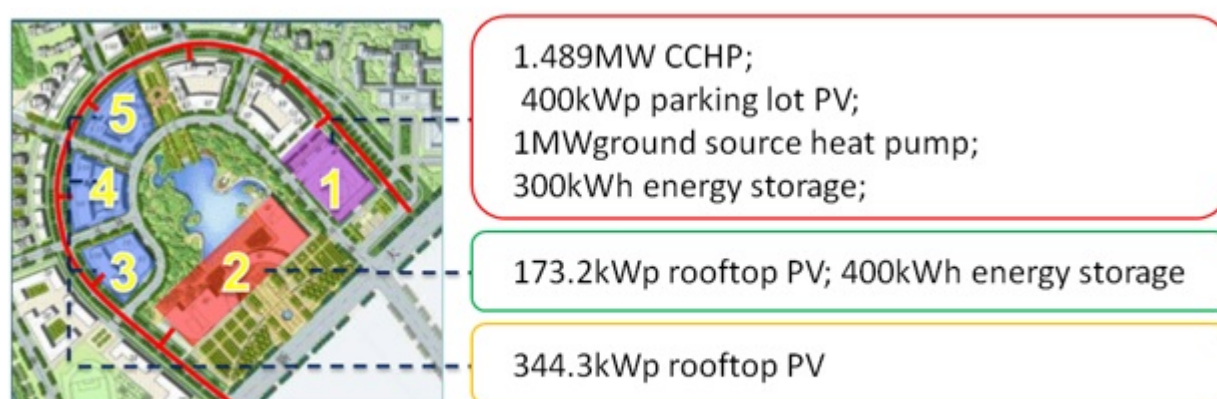 5
4
3
2
1
1.489MW CCHP;
400kWp parking lot PV;
1MWground source heat pump;
300kWh energy storage;
173.2kWp rooftop PV; 400kWh energy storage
344.3kWp rooftop PV